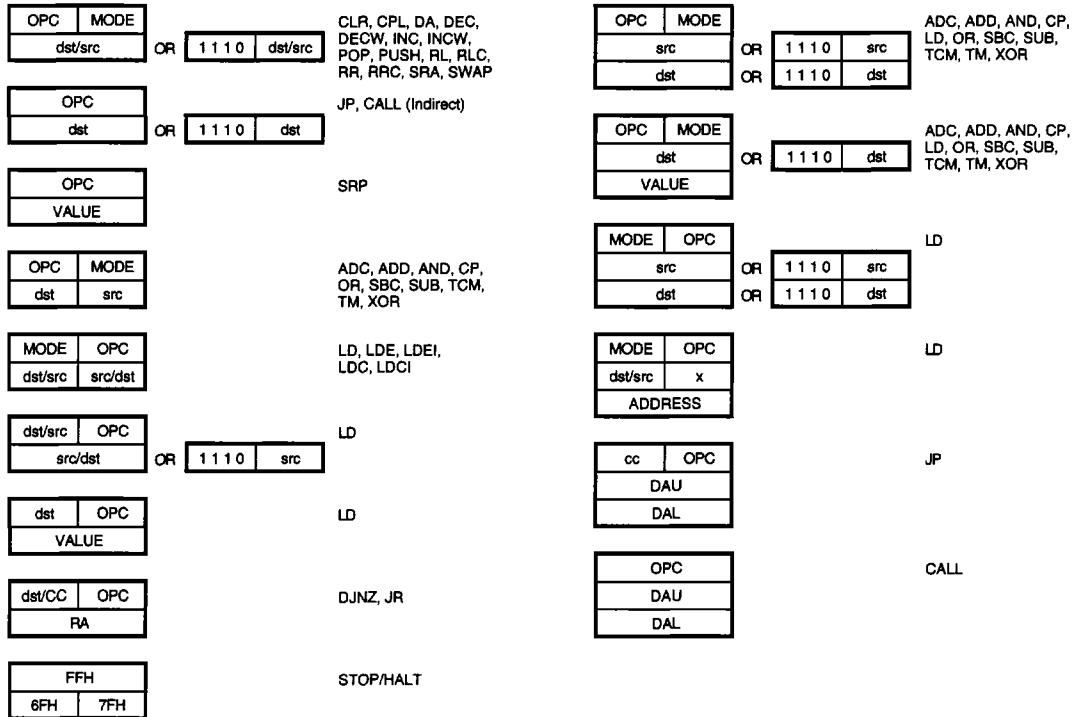 OPC MODE
dst/src OR 1110 dst/src
CLR, CPL, DA, DEC,
DECW, INC, INCW,
POP, PUSH, RL, RLC,
RR, RRC, SRA, SWAP
OPC
dst OR 1110 dst
JP, CALL (Indirect)
OPC
VALUE
SRP
OPC MODE
dst src
ADC, ADD, AND, CP,
OR, SBC, SUB, TCM,
TM, XOR
MODE OPC
dst/src src/dst
LD, LDE, LDEI,
LDC, LDCI
dst/src OPC
src/dst OR 1110 src
LD
dst OPC
VALUE
LD
dst/CC OPC
RA
DJNZ, JR
FFH
6FH 7FH
STOP/HALT
OPC MODE
src OR 1110 src
dst OR 1110 dst
ADC, ADD, AND, CP,
LD, OR, SBC, SUB,
TCM, TM, XOR
OPC MODE
dst OR 1110 dst
VALUE
ADC, ADD, AND, CP,
LD, OR, SBC, SUB,
TCM, TM, XOR
MODE OPC
src OR 1110 src
dst OR 1110 dst
LD
MODE OPC
dst/src x
ADDRESS
LD
cc OPC
DAU
DAL
JP
OPC
DAU
DAL
CALL